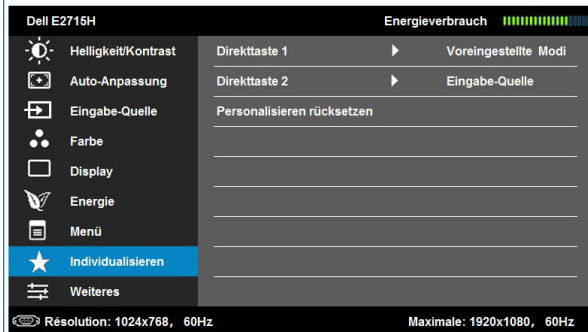 Dell E2715H Energieverbrauch
Helligkeit/Kontrast Direkttaste 1 Voreingestellte Modi
Auto-Anpassung Direkttaste 2 Eingabe-Quelle
Eingabe-Quelle Personalisieren rücksetzen
Farbe
Display
Energie
Menü
Individualisieren
Weiteres
Résolution: 1024x768, 60Hz Maximale: 1920x1080, 60Hz